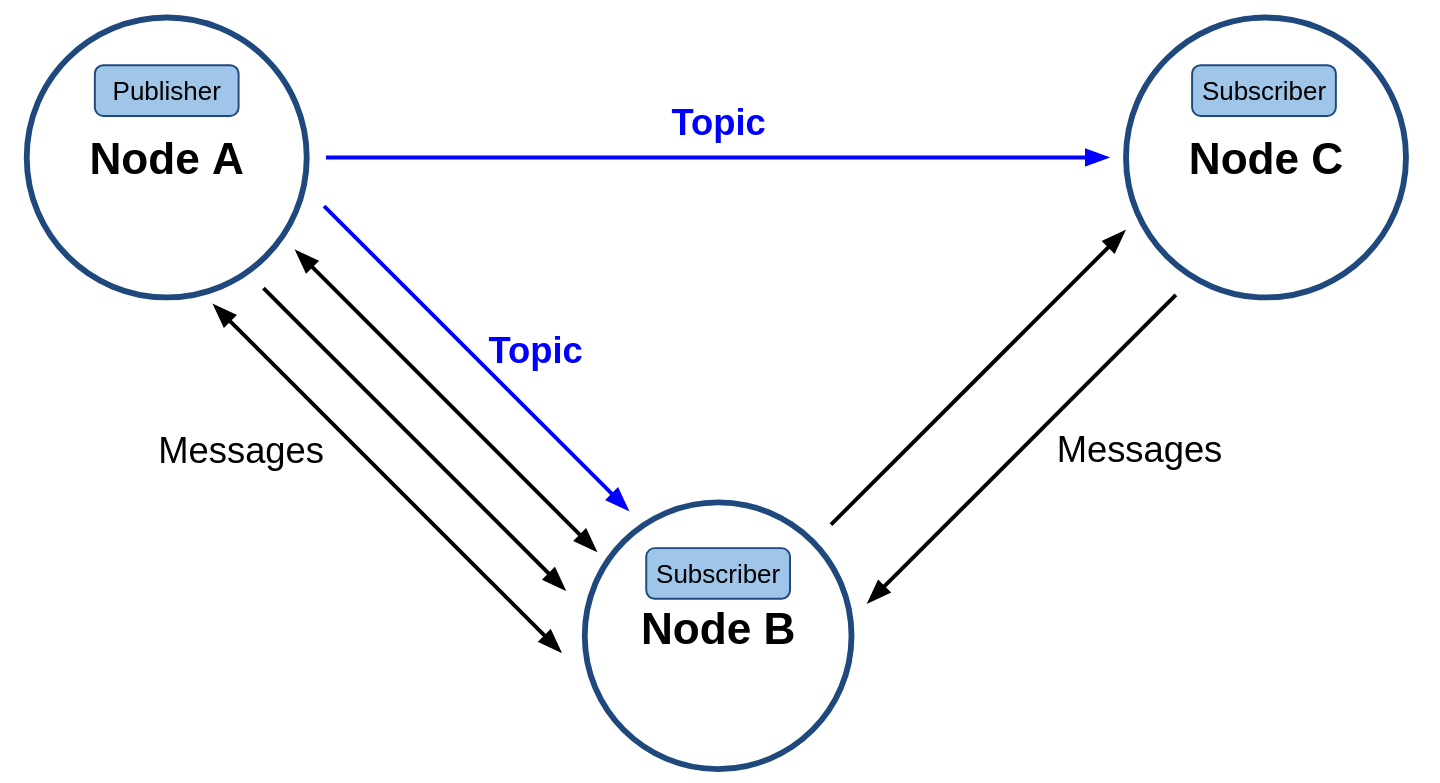 Publisher
Node A
Topic
Subscriber
Node C
Topic
Messages
Messages
Subscriber
Node B